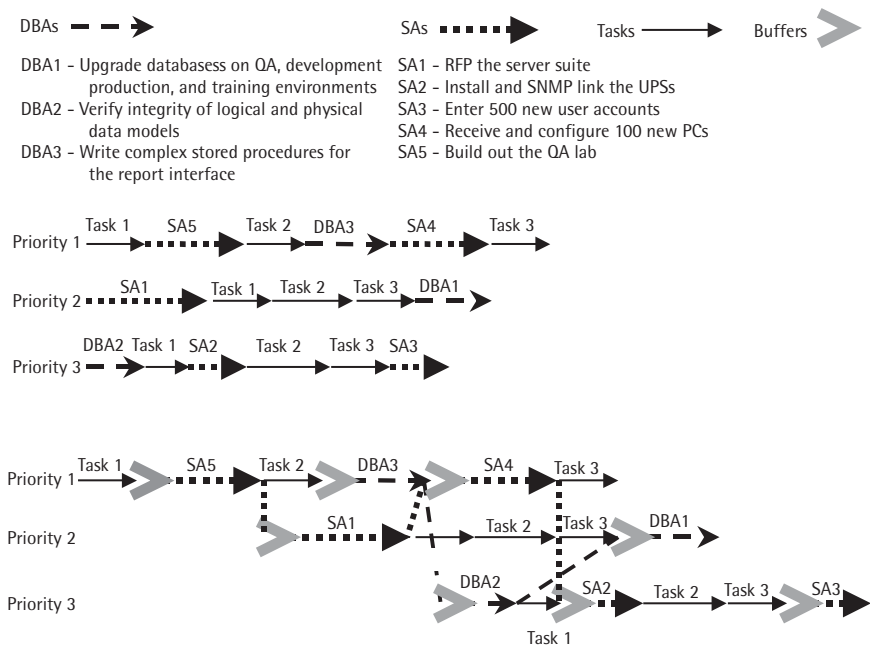 DBAs SAs Tasks Buffers
DBA1 - Upgrade databasess on QA, development
production, and training environments
DBA2 - Verify integrity of logical and physical
data models
DBA3 - Write complex stored procedures for
the report interface
SA1 - RFP the server suite
SA2 - Install and SNMP link the UPSs
SA3 - Enter 500 new user accounts
SA4 - Receive and configure 100 new PCs
SA5 - Build out the QA lab
Priority 1 Task 1 SA5 Task 2 DBA3 SA4 Task 3
Priority 2 SA1 Task 1 Task 2 Task 3 DBA1
Priority 3 DBA2 Task 1 SA2 Task 2 Task 3 SA3
Priority 1 Task 1 SA5 Task 2 DBA3 SA4 Task 3
Priority 2 SA1 Task 2 Task 3 DBA1
Priority 3 DBA2 SA2 Task 2 Task 3 SA3
Task 1